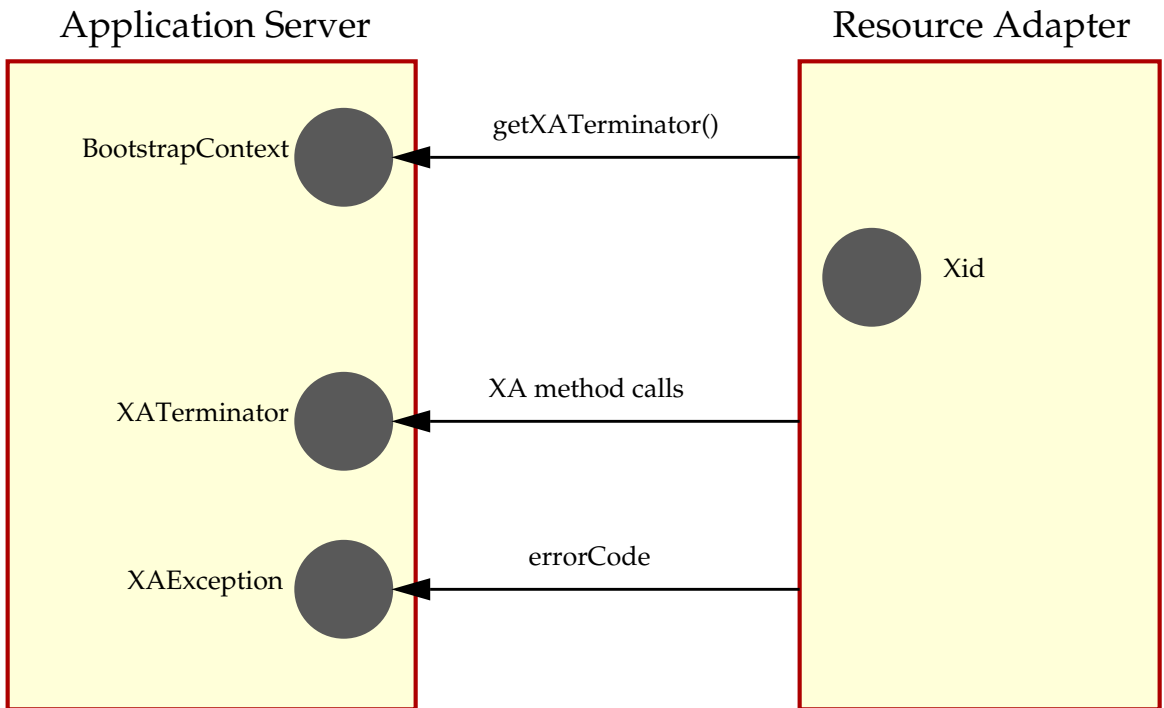 Application Server
Resource Adapter
getXATerminator()
BootstrapContext
Xid
XA method calls
XATerminator
errorCode
XAException